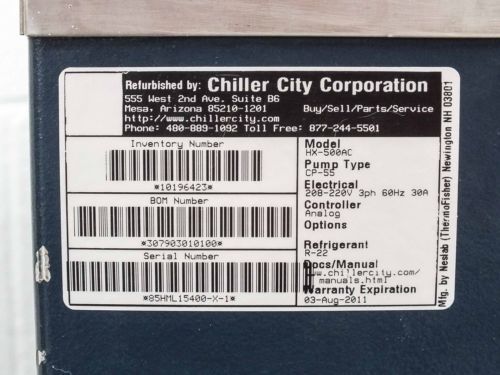 Refurbished by: Chiller City Corporation
555 West 2nd Ave. Suite B6
Mesa, Arizona 85210-1201 Buy/Sell/Parts/Service
http://www.chillercity.com
Phone: 480-889-1092 Toll Free: 877-244-5501
Inventory Number
*10196423*
BOM Number
*307903010100*
Serial Number
*85HML15400-X-1*
Model
HX-500AC
Pump Type
CP-55
Electrical
208-220V 3ph 60Hz 30A
Controller
Analog
Options
Refrigerant
R-22
Docs/Manual
www.chillercity.com/
manuals.html
Warranty Expiration
03-Aug-2011
Mfg. by Neslab (ThermoFisher) Newington NH 03801